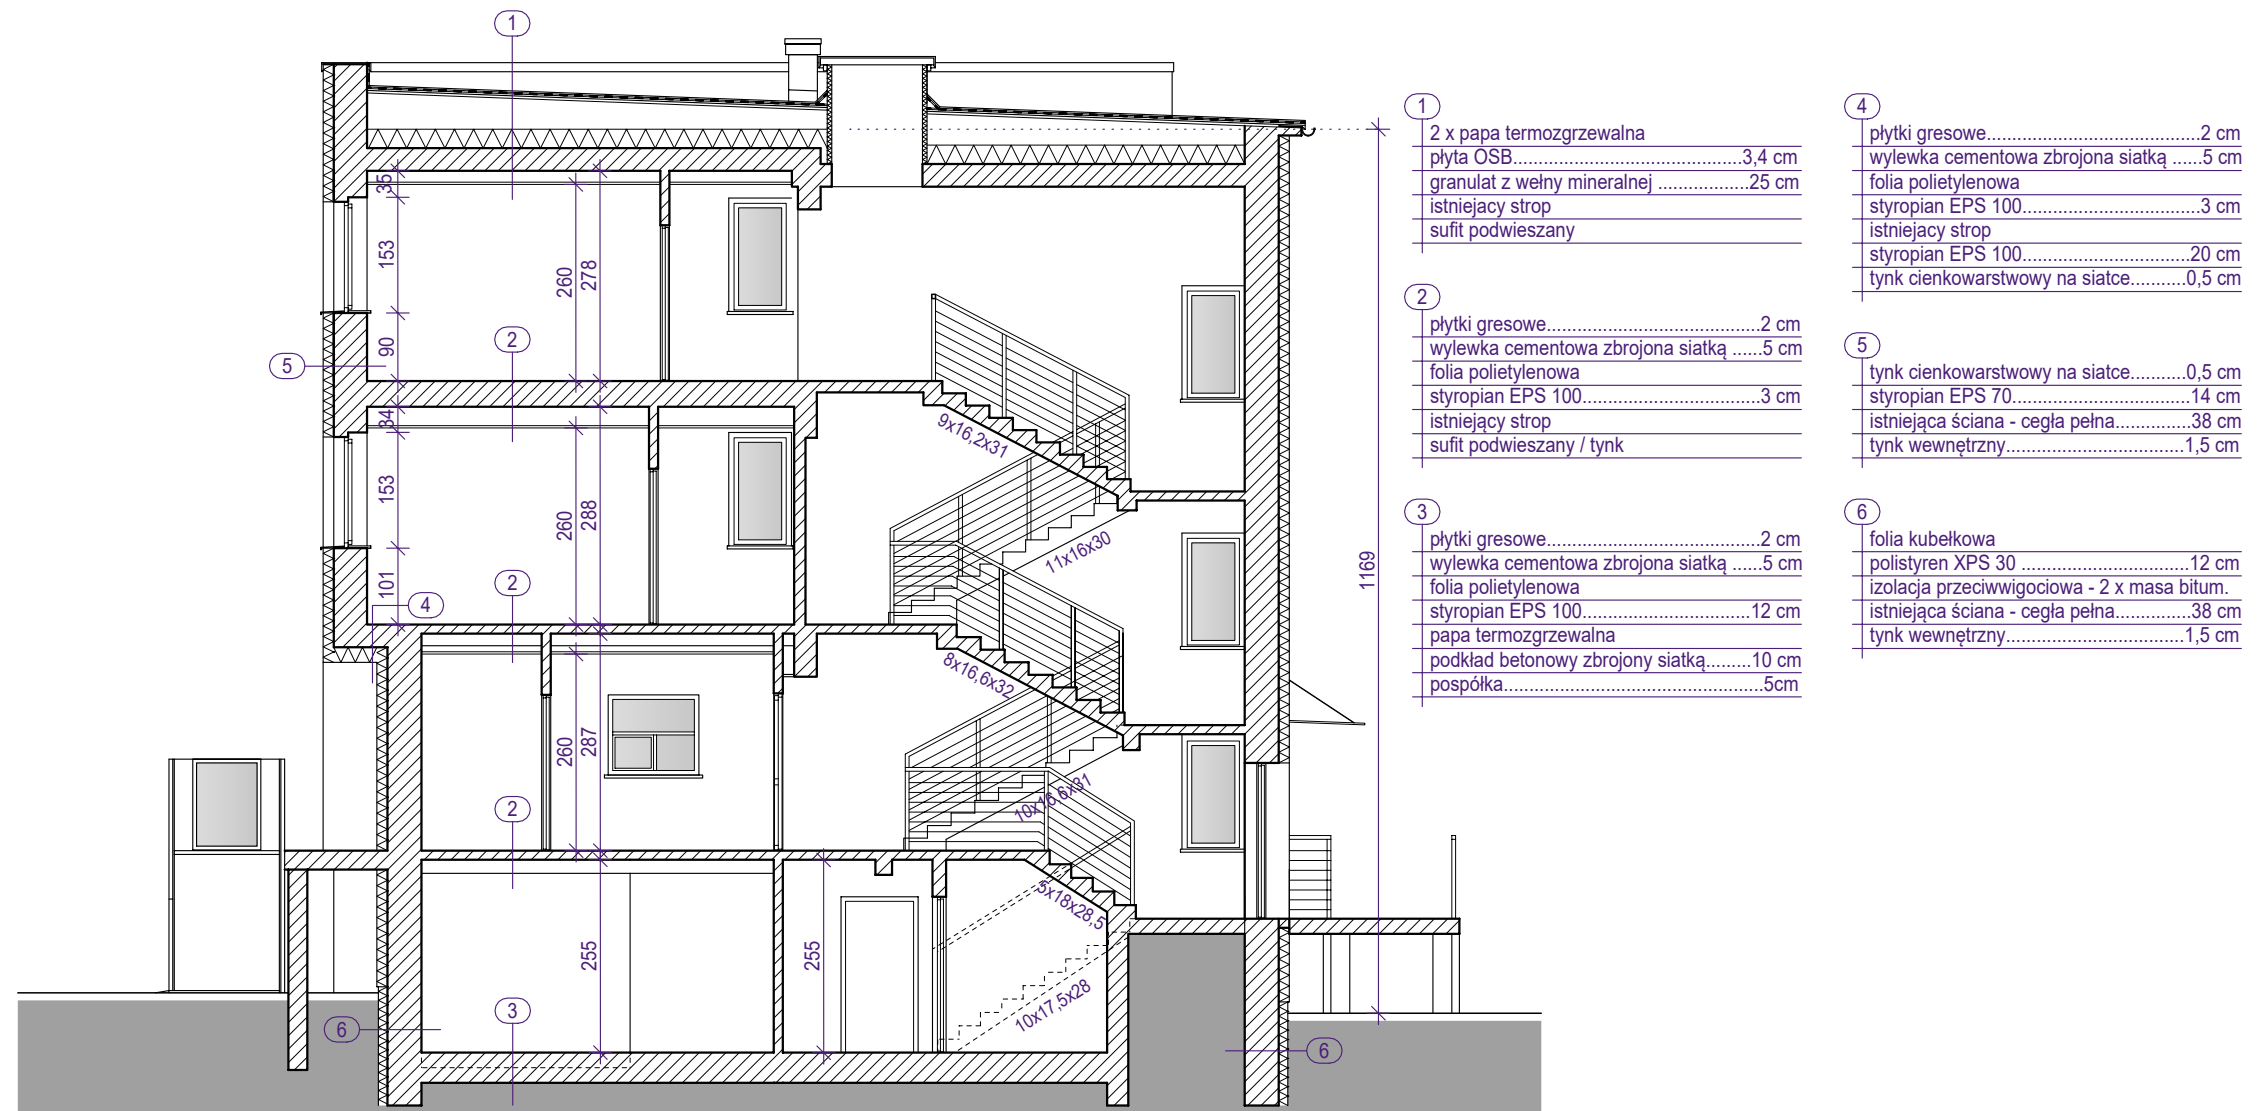 1
35
153
260
278
90
2
5
34
153
260
288
101
2
4
9x16,2x31
11x16x30
8x16,6x32
260
287
10x16,6x31
2
5x18x28,5
255
255
3
10x17,5x28
6
6
1169
1
2 x papa termozgrzewalna
płyta OSB............................................3,4 cm
granulat z wełny mineralnej ..................25 cm
istniejacy strop
sufit podwieszany
2
płytki gresowe..........................................2 cm
wylewka cementowa zbrojona siatką ......5 cm
folia polietylenowa
styropian EPS 100...................................3 cm
istniejący strop
sufit podwieszany / tynk
3
płytki gresowe..........................................2 cm
wylewka cementowa zbrojona siatką ......5 cm
folia polietylenowa
styropian EPS 100.................................12 cm
papa termozgrzewalna
podkład betonowy zbrojony siatką.........10 cm
pospółka...................................................5cm
4
płytki gresowe..........................................2 cm
wylewka cementowa zbrojona siatką ......5 cm
folia polietylenowa
styropian EPS 100...................................3 cm
istniejacy strop
styropian EPS 100.................................20 cm
tynk cienkowarstwowy na siatce...........0,5 cm
5
tynk cienkowarstwowy na siatce...........0,5 cm
styropian EPS 70...................................14 cm
istniejąca ściana - cegła pełna...............38 cm
tynk wewnętrzny...................................1,5 cm
6
folia kubełkowa
polistyren XPS 30 ..................................12 cm
izolacja przeciwwigociowa - 2 x masa bitum.
istniejąca ściana - cegła pełna...............38 cm
tynk wewnętrzny...................................1,5 cm